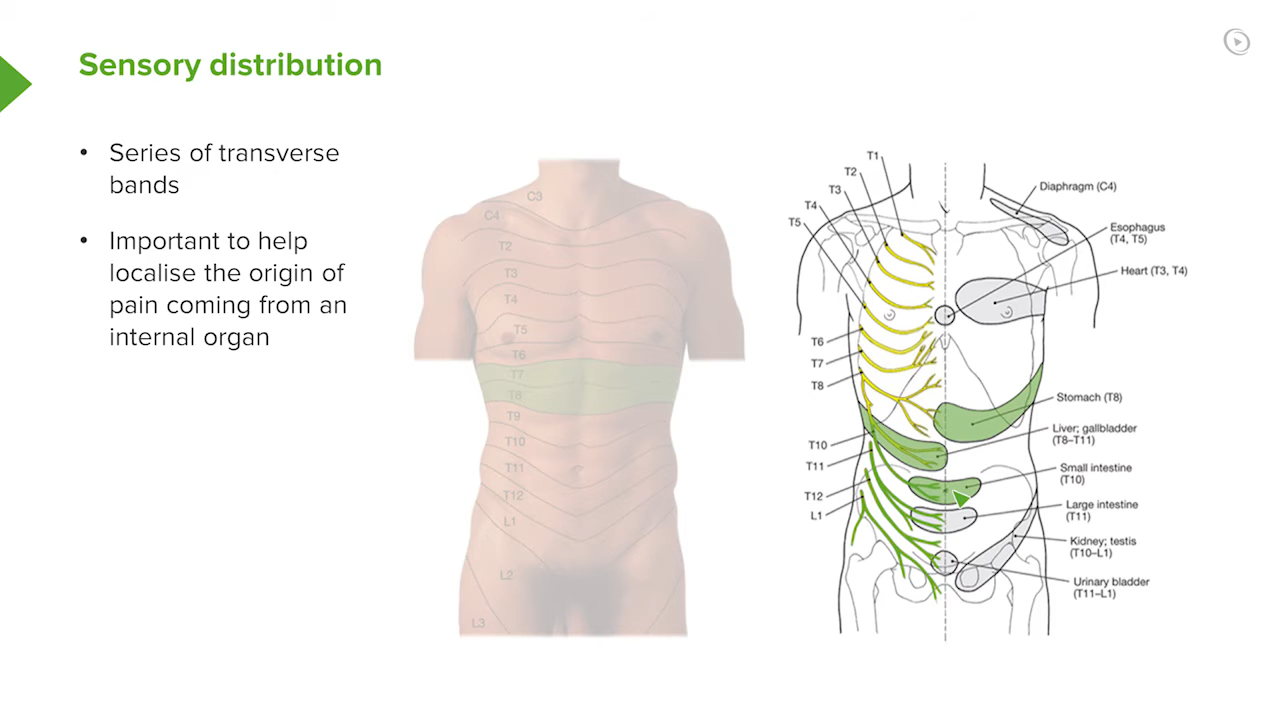 Sensory distribution
• Series of transverse
bands
• Important to help
localise the origin of
pain coming from an
internal organ
C3
C4
T2
T3
T4
T5
T6
T7
T8
T9
T10
T11
T12
L1
L2
L3
T1
T2
T3
T4
T5
T6
T7
T8
T10
T11
T12
L1
Diaphragm (C4)
Esophagus
(T4, T5)
Heart (T3, T4)
Stomach (T8)
Liver; gallbladder
(T8–T11)
Small intestine
(T10)
Large intestine
(T11)
Kidney; testis
(T10–L1)
Urinary bladder
(T11–L1)